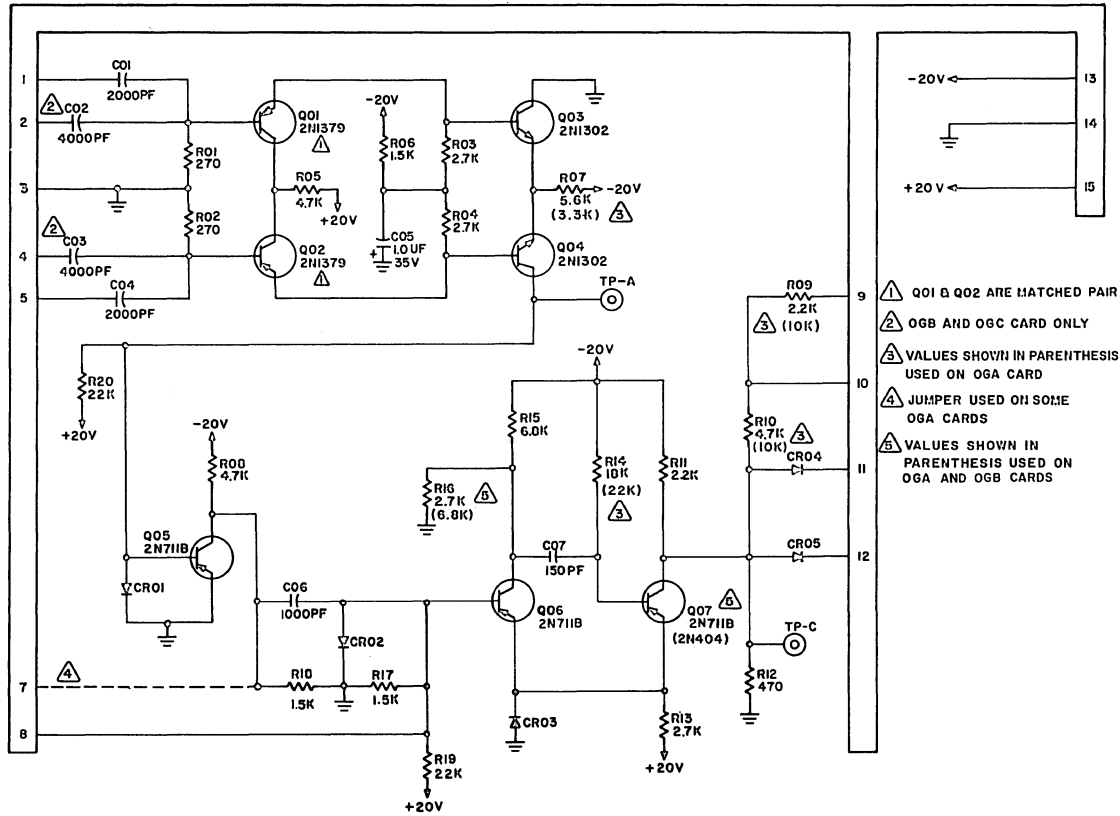 1
C01
2000PF
2
2
C02
4000PF
3
2
C03
4
4000PF
5
C04
2000PF
R01
270
R02
270
Q01
2N1379
1
R05
4.7K
+20V
Q02
2N1379
1
-20V
R06
1.5K
R03
2.7K
R04
2.7K
C05
1.0UF
35V
+
Q03
2N1302
R07
5.6K
(3.3K)
-20V
3
Q04
2N1302
TP-A
-20V
13
14
+20V
15
R20
22K
+20V
-20V
R08
4.7K
Q05
2N711B
CR01
C06
1000PF
CR02
4
7
R18
1.5K
R17
1.5K
8
R19
22K
+20V
-20V
R15
6.8K
R16
2.7K
(6.8K)
5
R14
18K
(22K)
3
R11
2.2K
C07
150PF
Q06
2N711B
Q07
2N711B
(2N404)
5
CR03
R13
2.7K
+20V
R09
2.2K
(10K)
3
9
10
R10
4.7K
(10K)
3
CR04
11
CR05
12
TP-C
R12
470
1 Q01 & Q02 ARE MATCHED PAIR
2 OGB AND OGC CARD ONLY
3 VALUES SHOWN IN PARENTHESIS
USED ON OGA CARD
4 JUMPER USED ON SOME
OGA CARDS
5 VALUES SHOWN IN
PARENTHESIS USED ON
OGA AND OGB CARDS